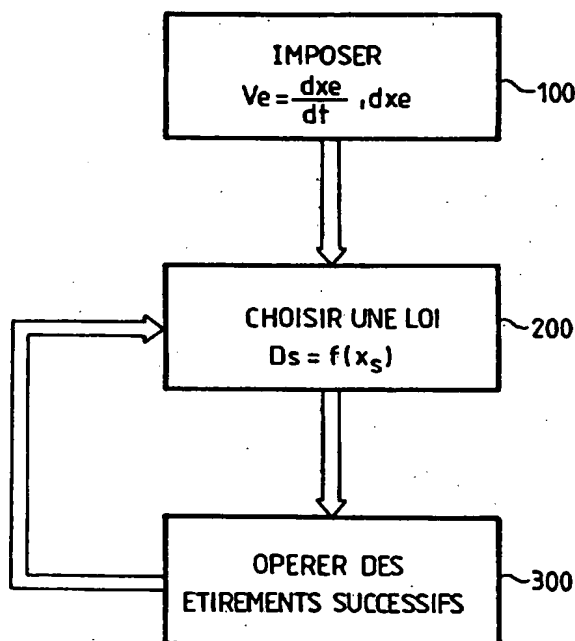 IMPOSER
Ve = dxe/dt , dxe
100
CHOISIR UNE LOI
Ds = f(xs)
200
OPERER DES
ETIREMENTS SUCCESSIFS
300